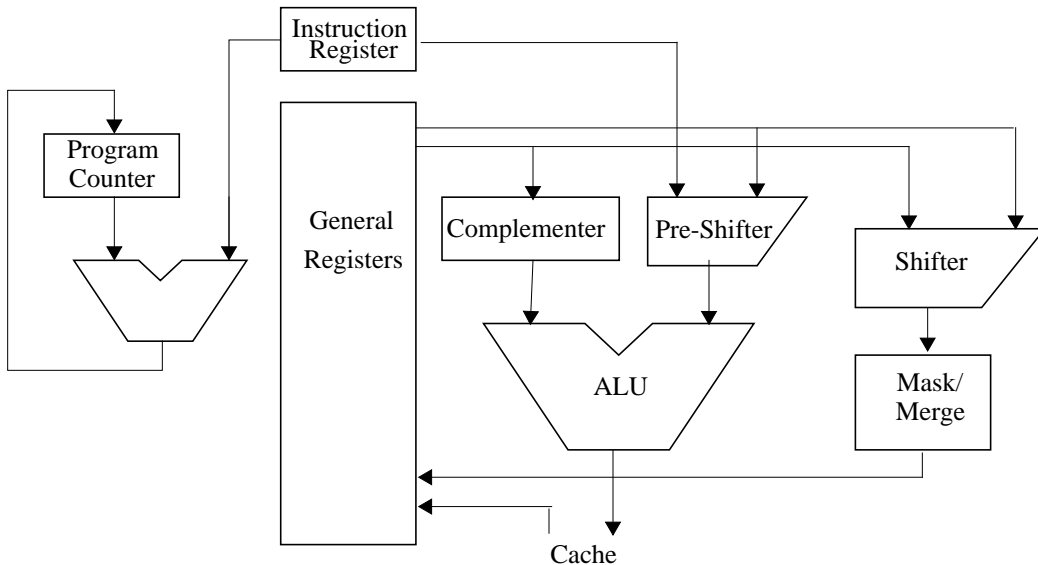 Instruction
Register
Program
Counter
General
Registers
Complementer
Pre-Shifter
Shifter
ALU
Mask/
Merge
Cache